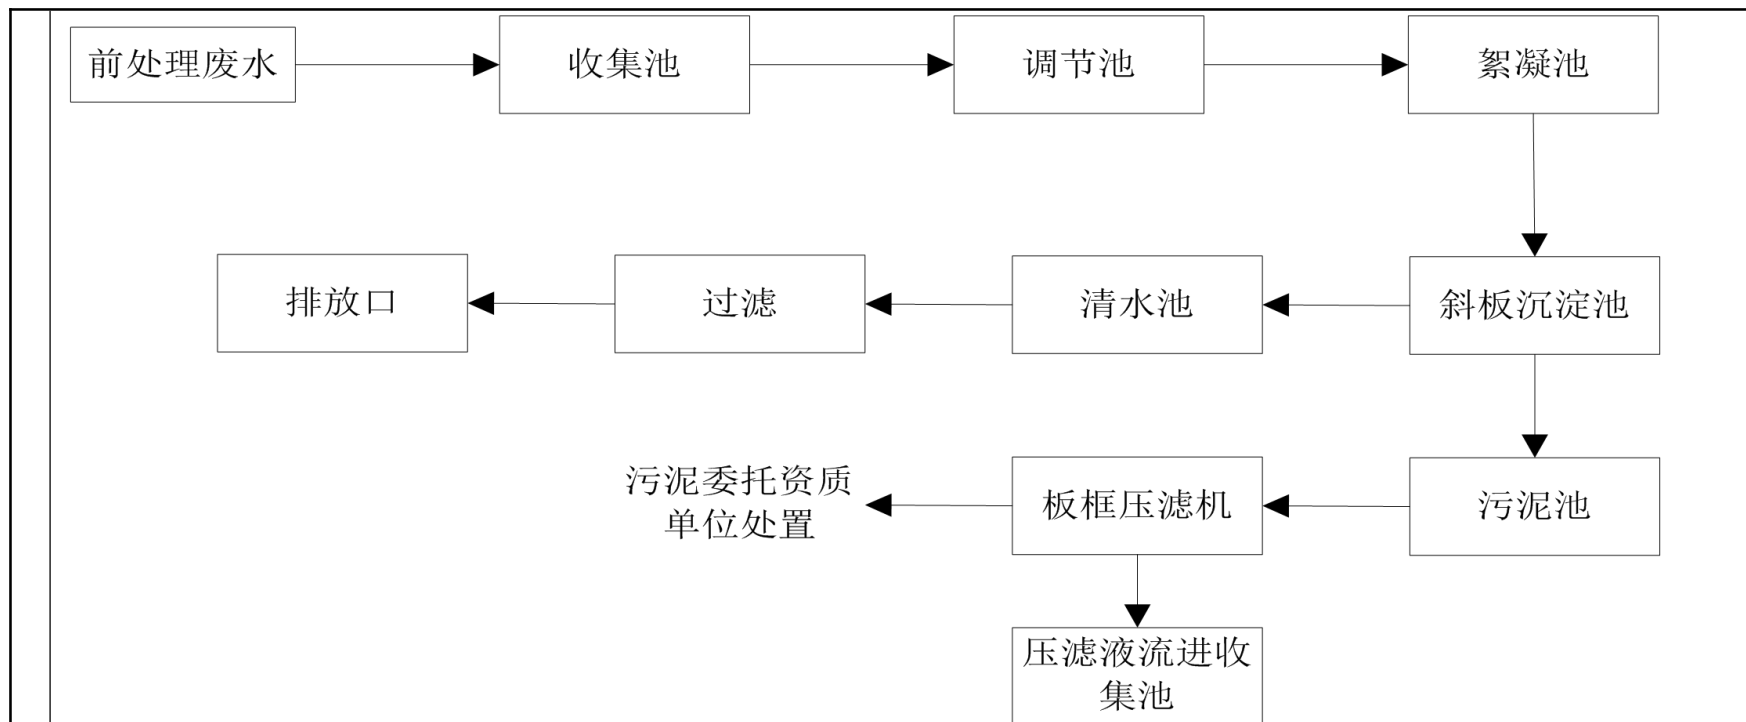 前处理废水
收集池
调节池
絮凝池
排放口
过滤
清水池
斜板沉淀池
污泥委托资质
单位处置
板框压滤机
污泥池
压滤液流进收
集池